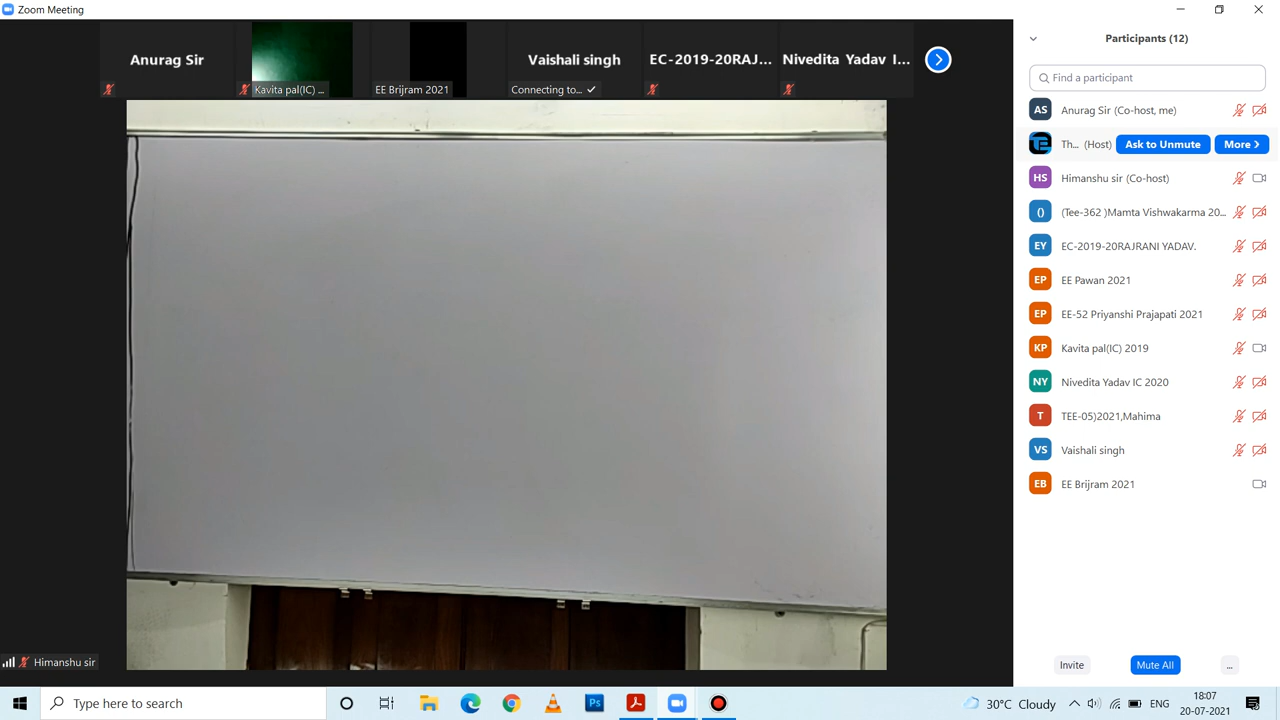 Zoom Meeting
Anurag Sir
Kavita pal(IC) ...
EE Brijram 2021
Vaishali singh
Connecting to...
EC-2019-20RAJ...
Nivedita Yadav I...
Himanshu sir
Participants (12)
Find a participant
AS Anurag Sir (Co-host, me)
TE Th... (Host) Ask to Unmute More
HS Himanshu sir (Co-host)
() (Tee-362 )Mamta Vishwakarma 20...
EY EC-2019-20RAJRANI YADAV.
EP EE Pawan 2021
EP EE-52 Priyanshi Prajapati 2021
KP Kavita pal(IC) 2019
NY Nivedita Yadav IC 2020
T TEE-05)2021,Mahima
VS Vaishali singh
EB EE Brijram 2021
Invite Mute All ...
Type here to search
Ps
30°C Cloudy
ENG
18:07
20-07-2021